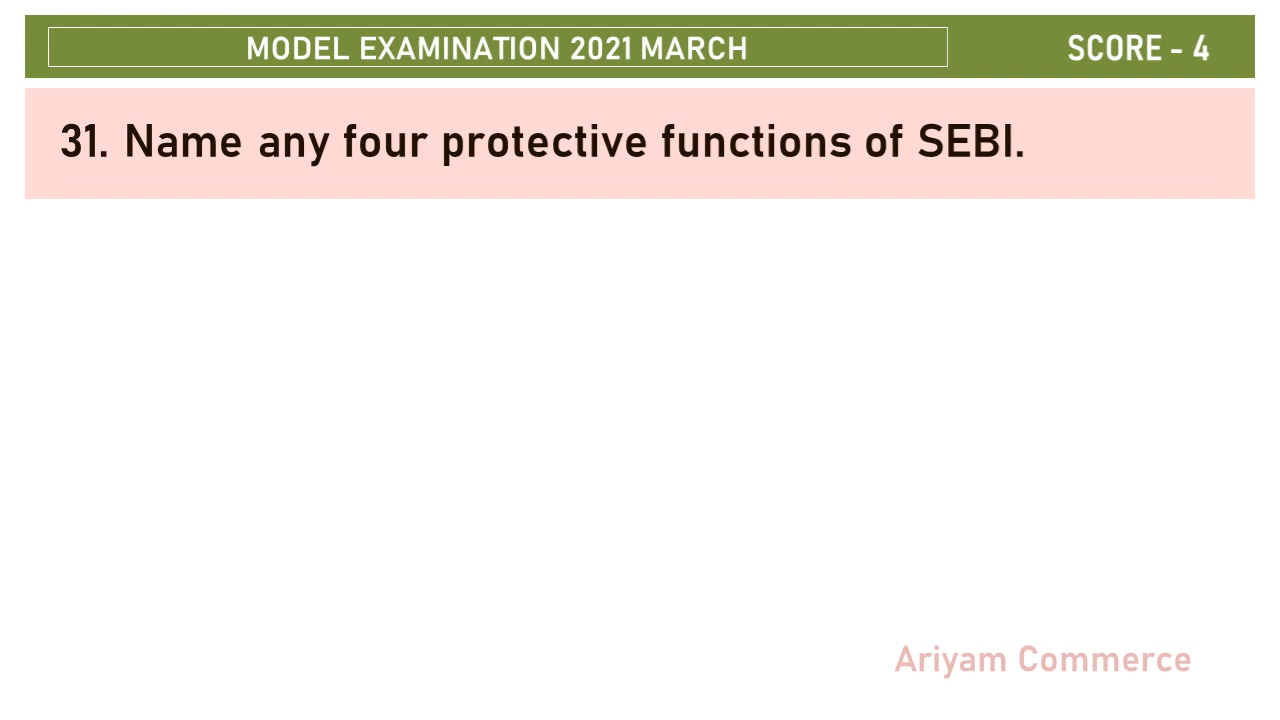 MODEL EXAMINATION 2021 MARCH
SCORE - 4
31. Name any four protective functions of SEBI.
Ariyam Commerce